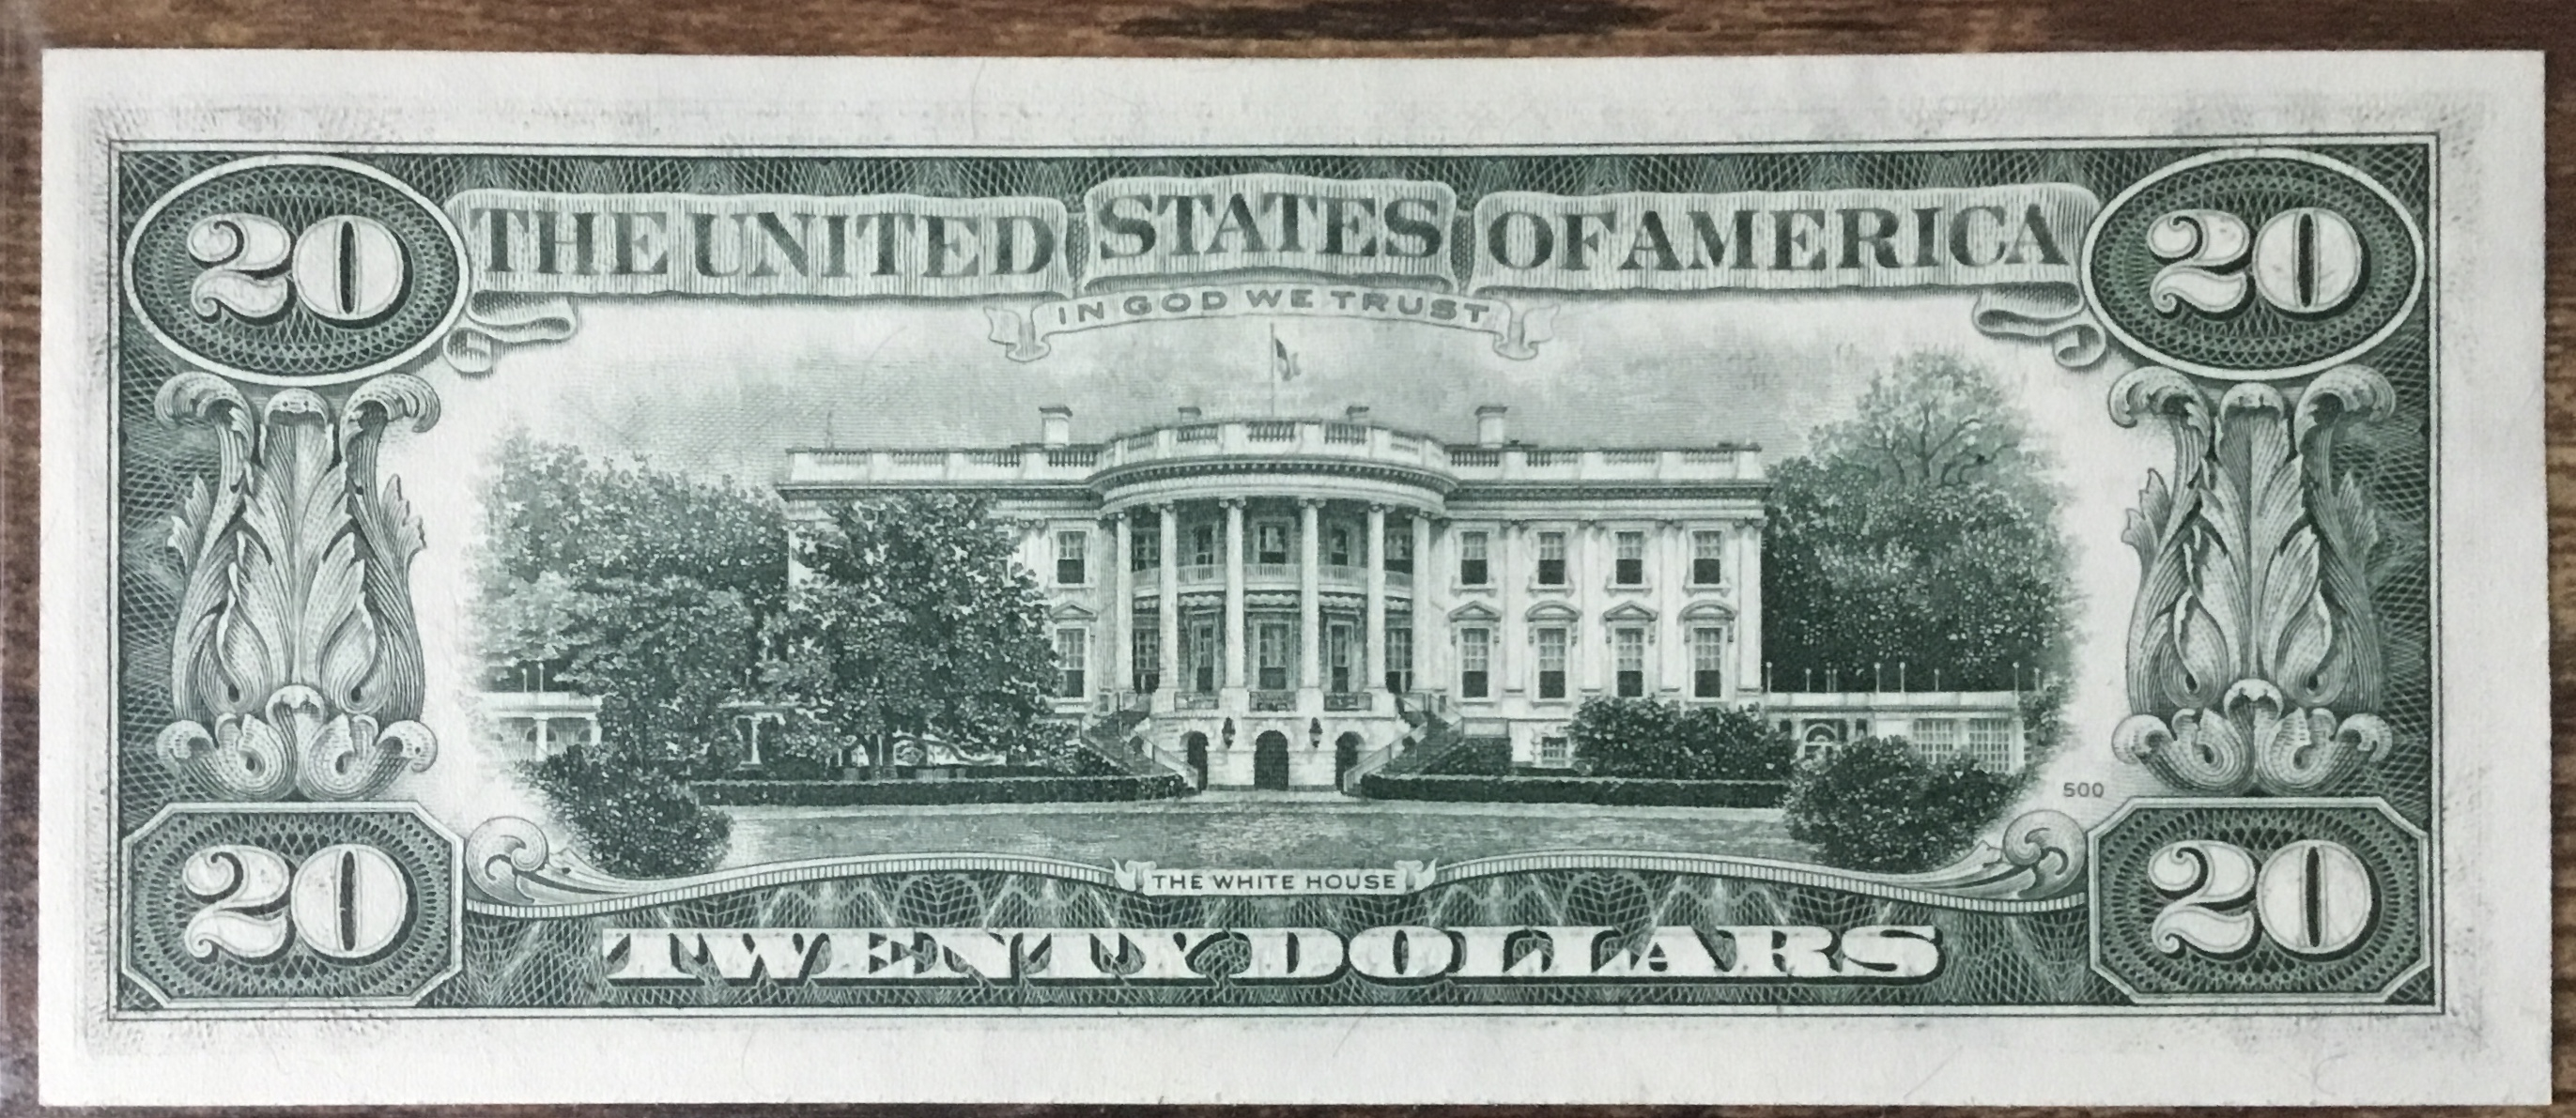 20 THE UNITED STATES OF AMERICA 20
IN GOD WE TRUST
500
THE WHITE HOUSE
20 TWENTY DOLLARS 20